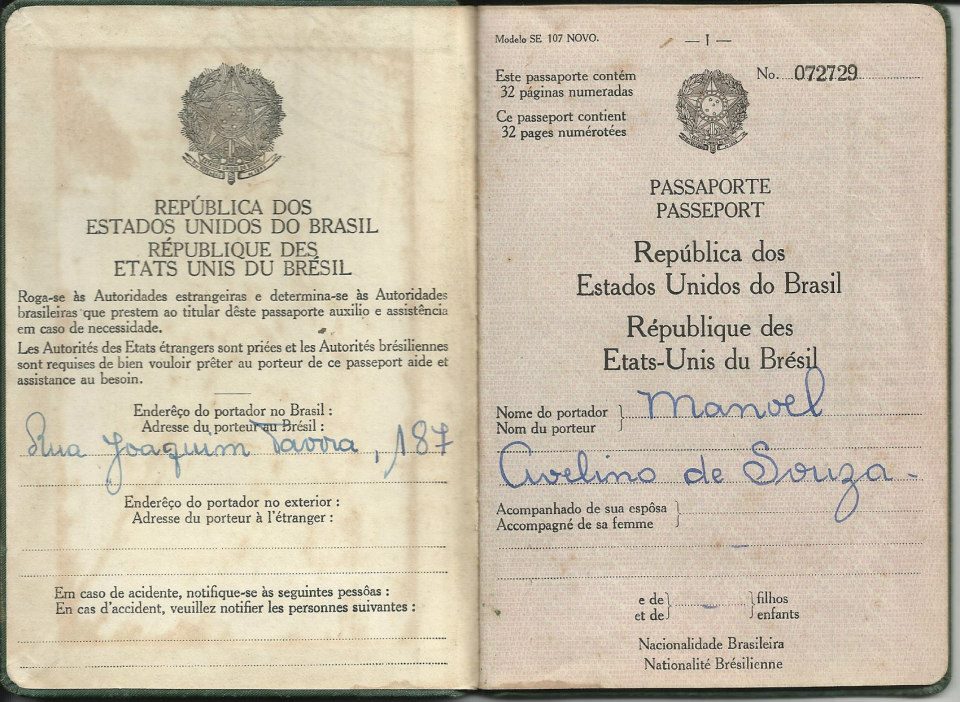 REPÚBLICA DOS
ESTADOS UNIDOS DO BRASIL
RÉPUBLIQUE DES
ETATS UNIS DU BRÉSIL
Roga-se às Autoridades estrangeiras e determina-se às Autoridades
brasileiras que prestem ao titular dêste passaporte auxilio e assistência
em caso de necessidade.
Les Autorités des Etats étrangers sont priées et les Autorités brésiliennes
sont requises de bien vouloir prêter au porteur de ce passeport aide et
assistance au besoin.
Enderêço do portador no Brasil :
Adresse du porteur au Brésil :
Rua Joaquim Tavora, 187
Enderêço do portador no exterior :
Adresse du porteur à l'étranger :
Em caso de acidente, notifique-se às seguintes pessôas :
En cas d'accident, veuillez notifier les personnes suivantes :
Modelo SE 107 NOVO.
— I —
Este passaporte contém
32 páginas numeradas
Ce passeport contient
32 pages numérotées
No. 072729
PASSAPORTE
PASSEPORT
República dos
Estados Unidos do Brasil
République des
Etats-Unis du Brésil
Nome do portador } Manoel
Nom du porteur
Avelino de Souza -
Acompanhado de sua espôsa }
Accompagné de sa femme
—
e de } — } filhos
et de enfants
Nacionalidade Brasileira
Nationalité Brésilienne